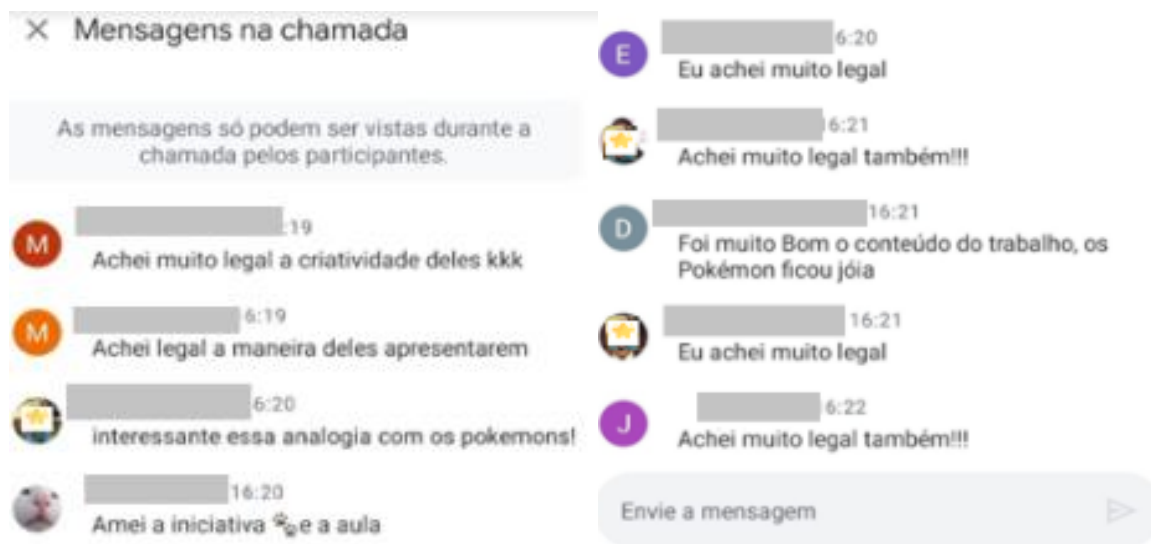 Mensagens na chamada
As mensagens só podem ser vistas durante a
chamada pelos participantes.
:19
M
Achei muito legal a criatividade deles kkk
6:19
M
Achei legal a maneira deles apresentarem
6:20
interessante essa analogia com os pokemons!
16:20
Amei a iniciativa 🐾e a aula
6:20
E
Eu achei muito legal
6:21
Achei muito legal também!!!
16:21
D
Foi muito Bom o conteúdo do trabalho, os
Pokémon ficou jóia
16:21
Eu achei muito legal
6:22
J
Achei muito legal também!!!
Envie a mensagem